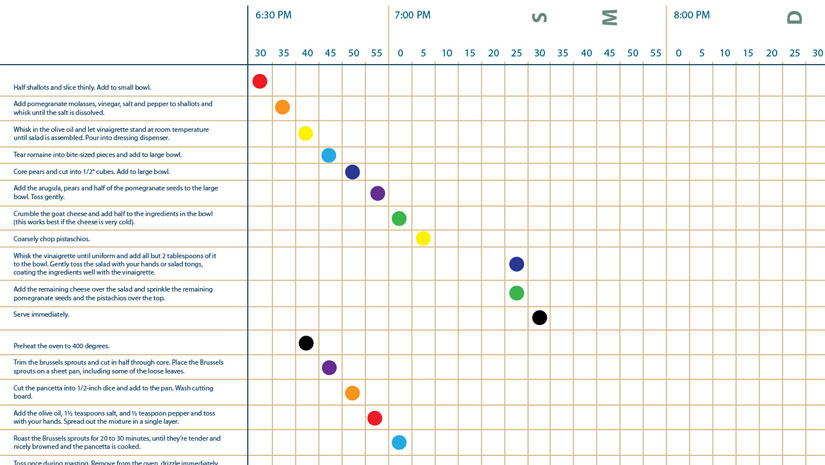 6:30 PM 7:00 PM S M 8:00 PM D
30 35 40 45 50 55 0 5 10 15 20 25 30 35 40 45 50 55 0 5 10 15 20 25 30
Half shallots and slice thinly. Add to small bowl.
Add pomegranate molasses, vinegar, salt and pepper to shallots and
whisk until the salt is dissolved.
Whisk in the olive oil and let vinaigrette stand at room temperature
until salad is assembled. Pour into dressing dispenser.
Tear romaine into bite-sized pieces and add to large bowl.
Core pears and cut into 1/2" cubes. Add to large bowl.
Add the arugula, pears and half of the pomegranate seeds to the large
bowl. Toss gently.
Crumble the goat cheese and add half to the ingredients in the bowl
(this works best if the cheese is very cold).
Coarsely chop pistaschios.
Whisk the vinaigrette until uniform and add all but 2 tablespoons of it
to the bowl. Gently toss the salad with your hands or salad tongs,
coating the ingredients well with the vinaigrette.
Add the remaining cheese over the salad and sprinkle the remaining
pomegranate seeds and the pistachios over the top.
Serve immediately.
Preheat the oven to 400 degrees.
Trim the brussels sprouts and cut in half through core. Place the Brussels
sprouts on a sheet pan, including some of the loose leaves.
Cut the pancetta into 1/2-inch dice and add to the pan. Wash cutting
board.
Add the olive oil, 1½ teaspoons salt, and ½ teaspoon pepper and toss
with your hands. Spread out the mixture in a single layer.
Roast the Brussels sprouts for 20 to 30 minutes, until they're tender and
nicely browned and the pancetta is cooked.
Toss once during roasting. Remove from the oven, drizzle immediately